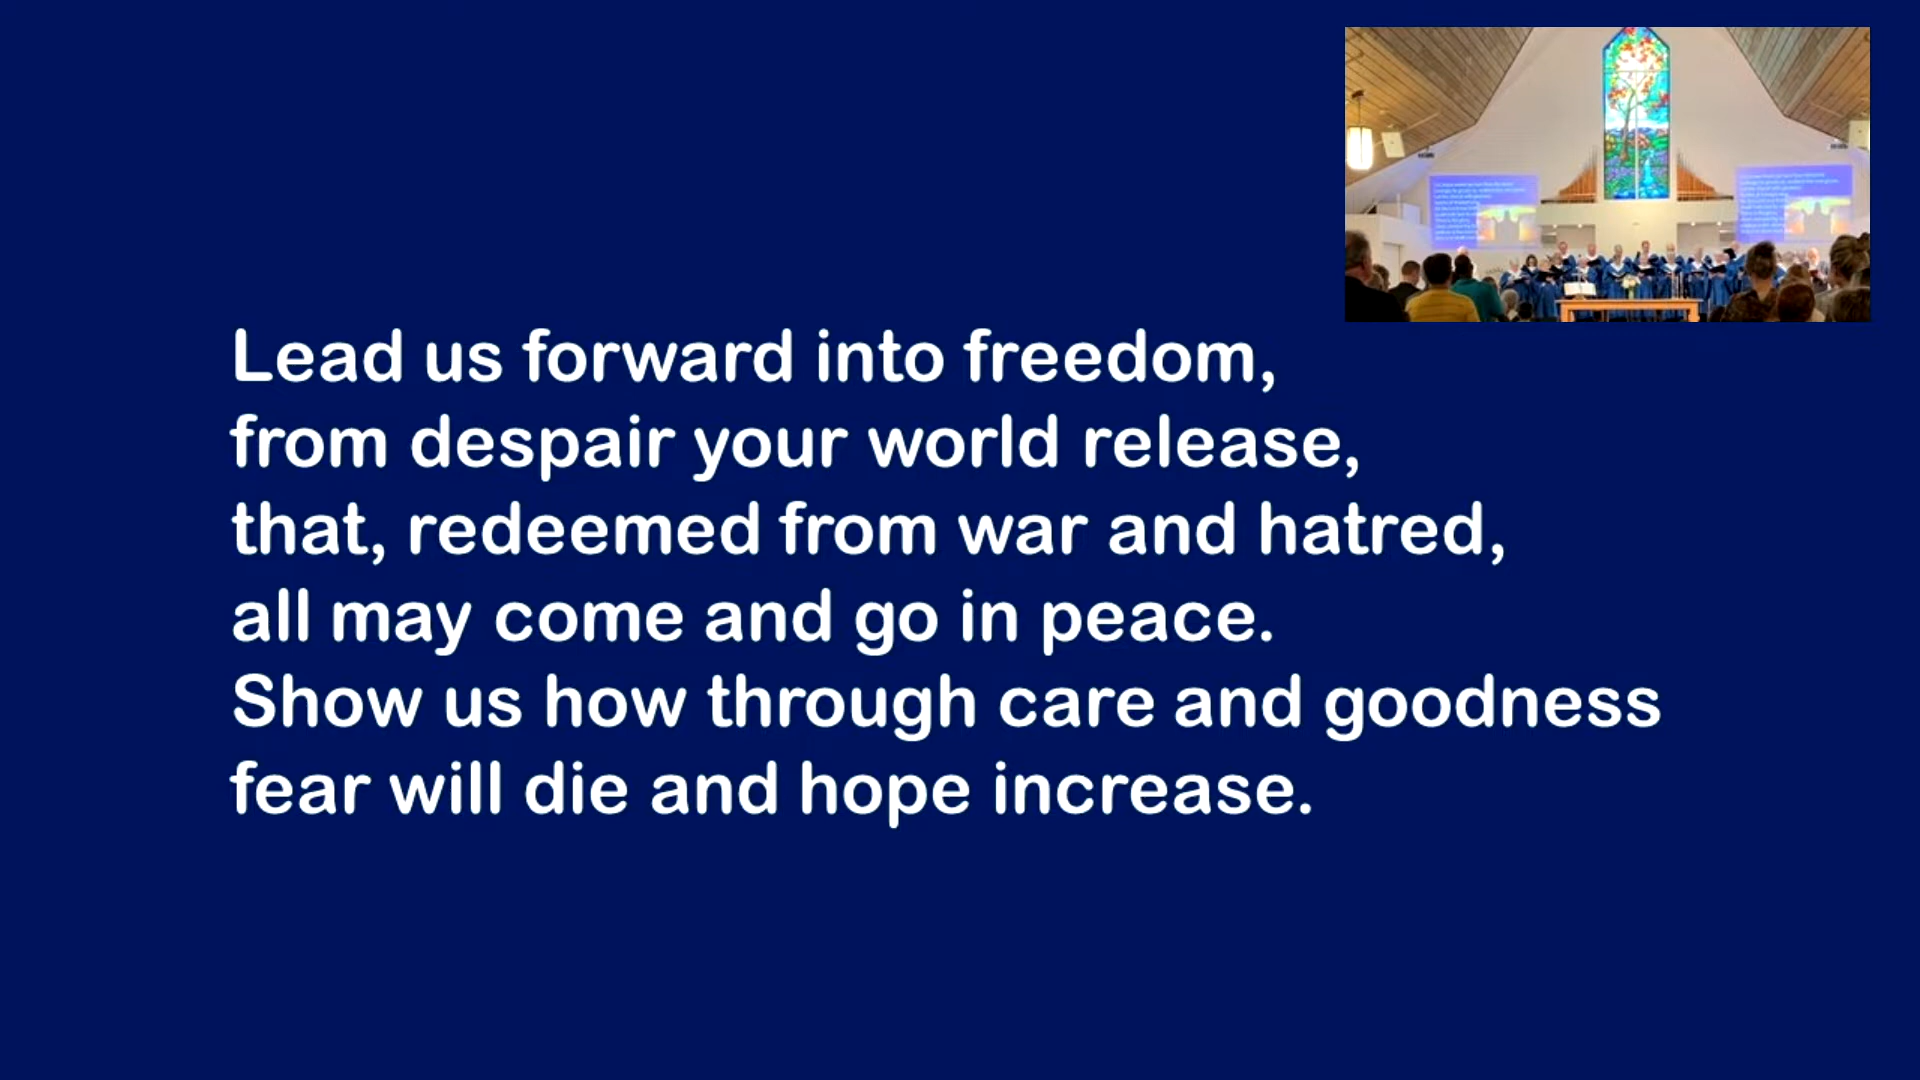 Lead us forward into freedom,
from despair your world release,
that, redeemed from war and hatred,
all may come and go in peace.
Show us how through care and goodness
fear will die and hope increase.